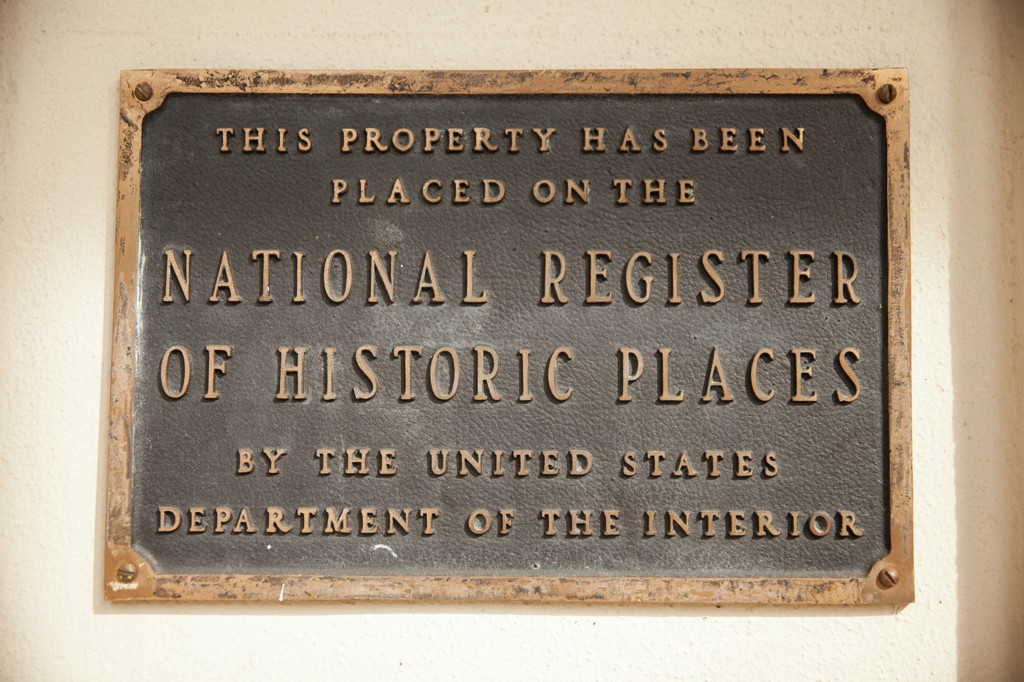 THIS PROPERTY HAS BEEN
PLACED ON THE
NATIONAL REGISTER
OF HISTORIC PLACES
BY THE UNITED STATES
DEPARTMENT OF THE INTERIOR